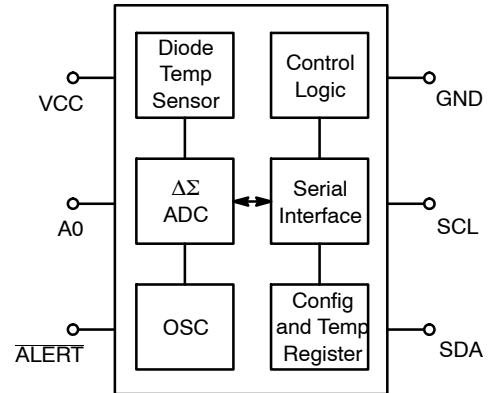 Diode
Temp
Sensor
Control
Logic
VCC
GND
ΔΣ
ADC
Serial
Interface
A0
SCL
OSC
Config
and Temp
Register
ALERT
SDA